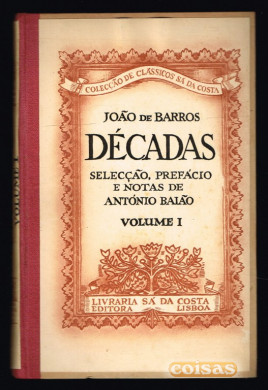 COLECÇÃO DE CLÁSSICOS SÁ DA COSTA
JOÃO DE BARROS
DÉCADAS
SELECÇÃO, PREFÁCIO
E NOTAS DE
ANTÓNIO BAIÃO
VOLUME I
LIVRARIA SÁ DA COSTA
EDITORA LISBOA
coisas